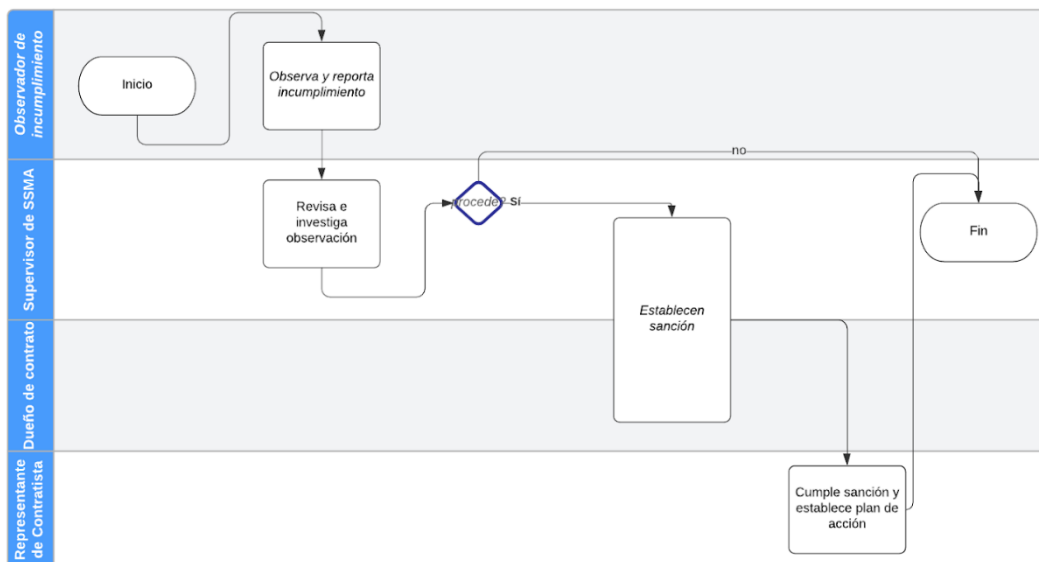 Observador de
incumplimiento
Inicio
Observa y reporta
incumplimiento
no
Supervisor de SSMA
Revisa e
investiga
observación
procede?
Sí
Fin
Establecen
sanción
Dueño de contrato
Representante
de Contratista
Cumple sanción y
establece plan de
acción